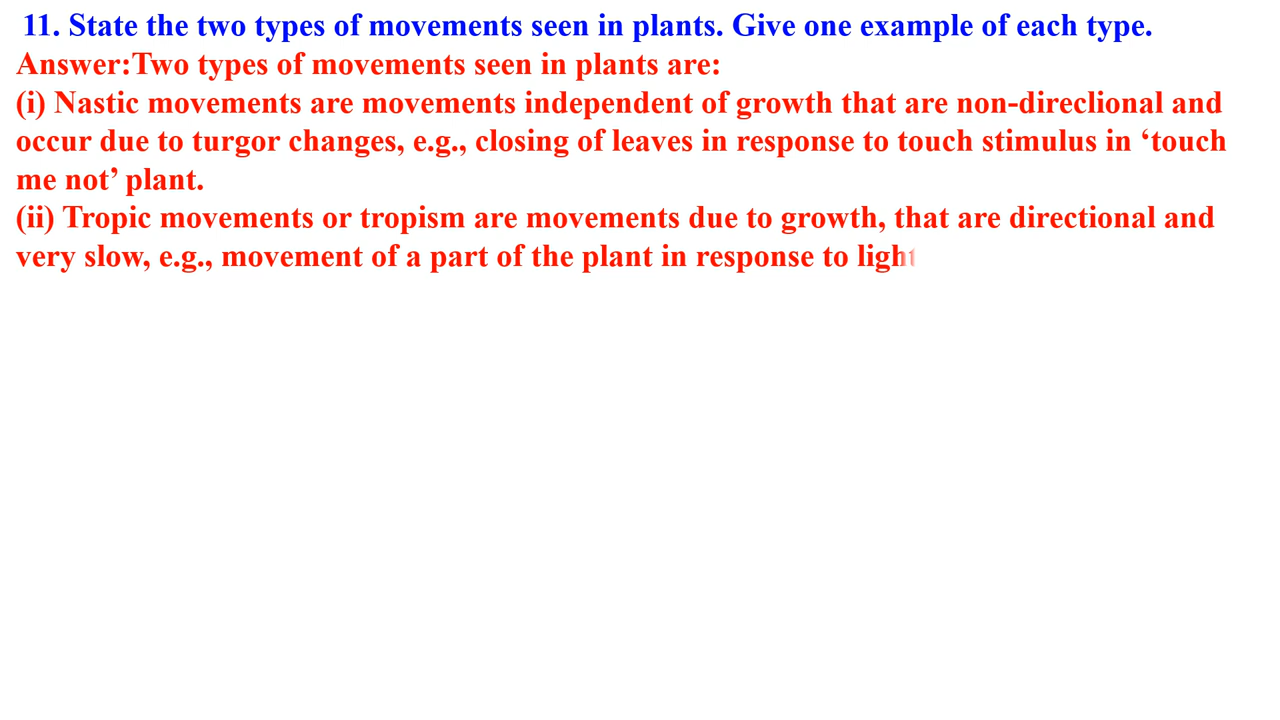 11. State the two types of movements seen in plants. Give one example of each type.
Answer:Two types of movements seen in plants are:
(i) Nastic movements are movements independent of growth that are non-direclional and
occur due to turgor changes, e.g., closing of leaves in response to touch stimulus in ‘touch
me not’ plant.
(ii) Tropic movements or tropism are movements due to growth, that are directional and
very slow, e.g., movement of a part of the plant in response to light